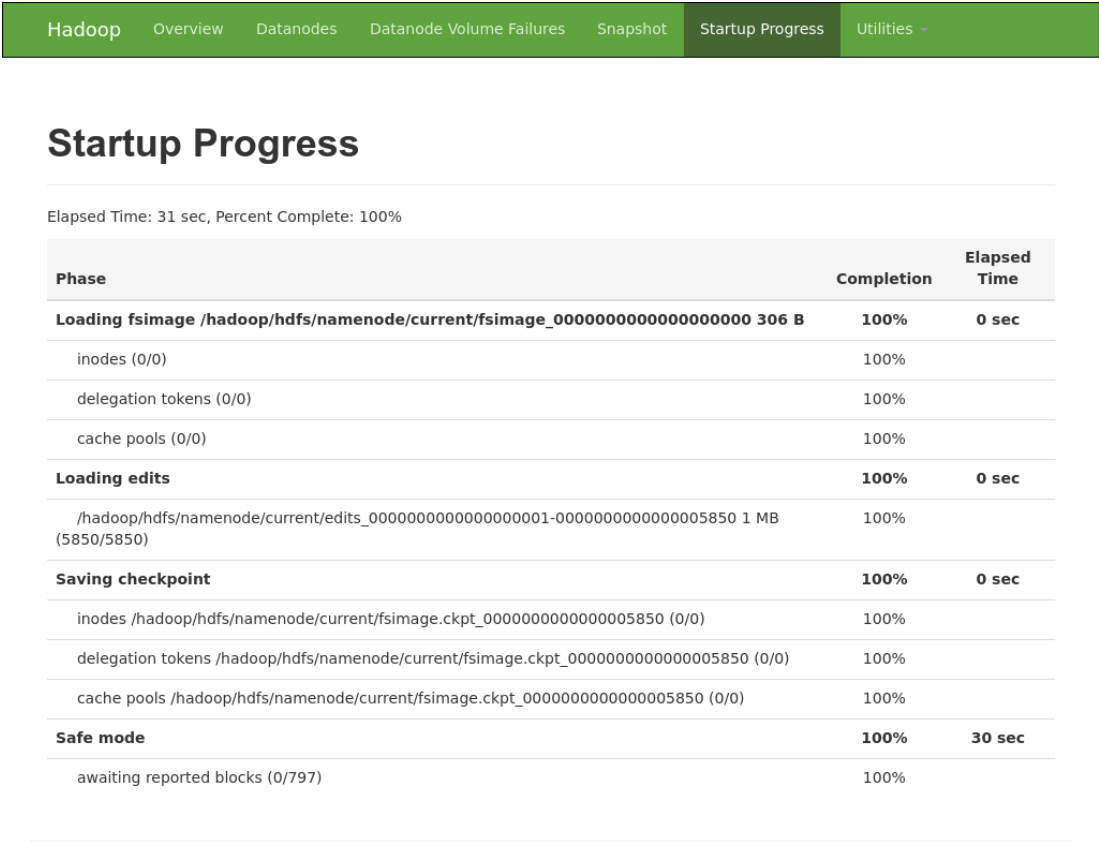 Hadoop Overview Datanodes Datanode Volume Failures Snapshot Startup Progress Utilities
Startup Progress
Elapsed Time: 31 sec, Percent Complete: 100%
Phase Completion Elapsed Time
Loading fsimage /hadoop/hdfs/namenode/current/fsimage_0000000000000000000 306 B 100% 0 sec
inodes (0/0) 100%
delegation tokens (0/0) 100%
cache pools (0/0) 100%
Loading edits 100% 0 sec
/hadoop/hdfs/namenode/current/edits_0000000000000000001-0000000000000005850 1 MB 100%
(5850/5850)
Saving checkpoint 100% 0 sec
inodes /hadoop/hdfs/namenode/current/fsimage.ckpt_0000000000000005850 (0/0) 100%
delegation tokens /hadoop/hdfs/namenode/current/fsimage.ckpt_0000000000000005850 (0/0) 100%
cache pools /hadoop/hdfs/namenode/current/fsimage.ckpt_0000000000000005850 (0/0) 100%
Safe mode 100% 30 sec
awaiting reported blocks (0/797) 100%